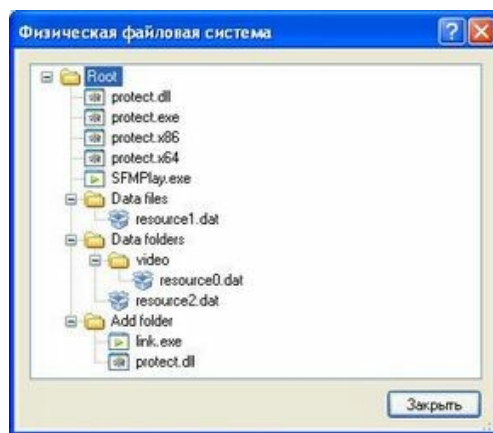 Физическая файловая система
Root
protect.dll
protect.exe
protect.x86
protect.x64
SFMPlay.exe
Data files
resource1.dat
Data folders
video
resource0.dat
resource2.dat
Add folder
link.exe
protect.dll
Закрыть